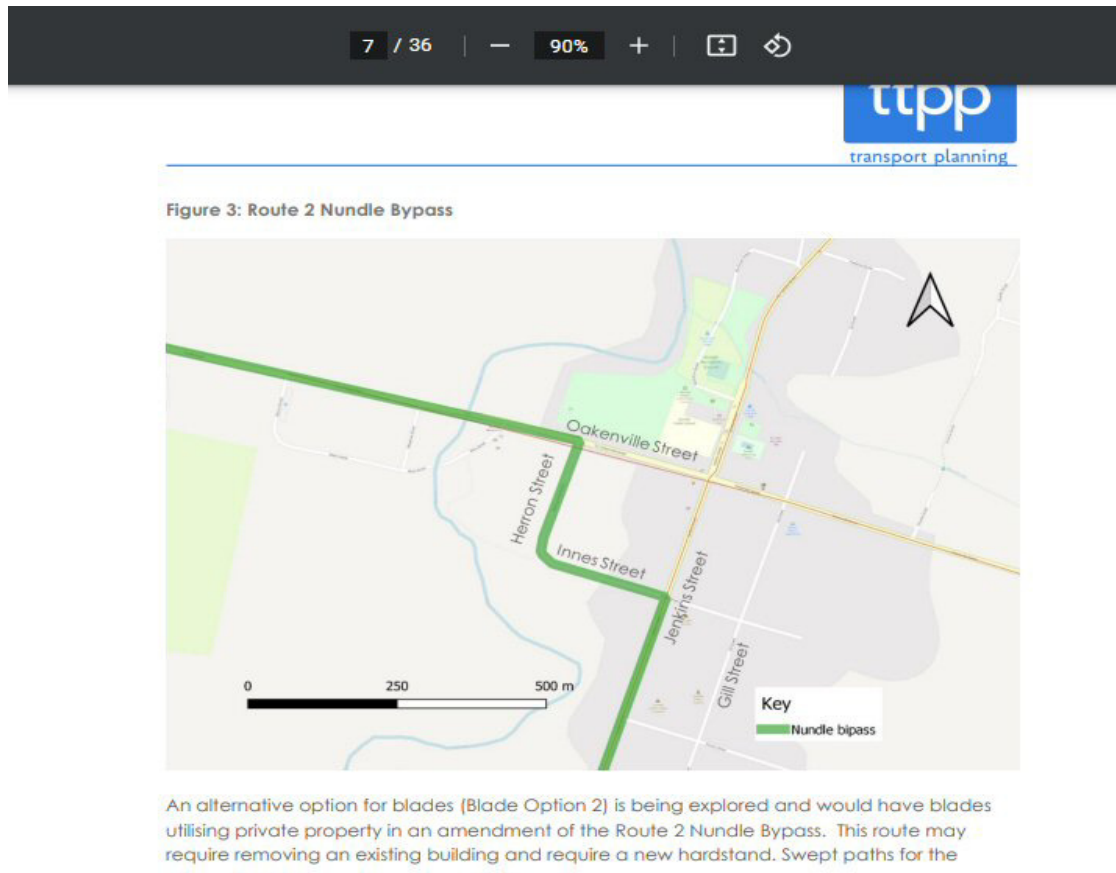 7 / 36
90%
ttpp
transport planning
Figure 3: Route 2 Nundle Bypass
Oakenville Street
Herron Street
Innes Street
Jenkins Street
Gill Street
0 250 500 m
Key
Nundle bipass
An alternative option for blades (Blade Option 2) is being explored and would have blades
utilising private property in an amendment of the Route 2 Nundle Bypass. This route may
require removing an existing building and require a new hardstand. Swept paths for the